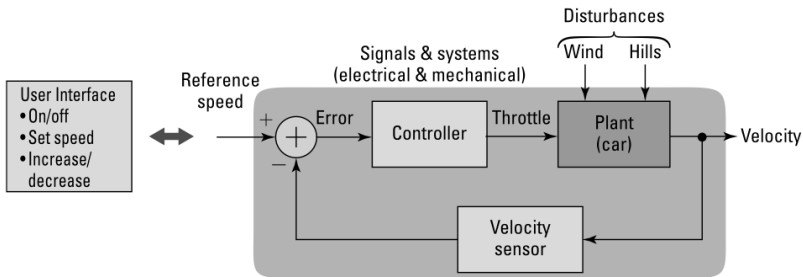 Disturbances
Wind Hills
Signals & systems
(electrical & mechanical)
Reference
speed
User Interface
•On/off
•Set speed
•Increase/
decrease
+
+
−
Error
Controller
Throttle
Plant
(car)
Velocity
Velocity
sensor